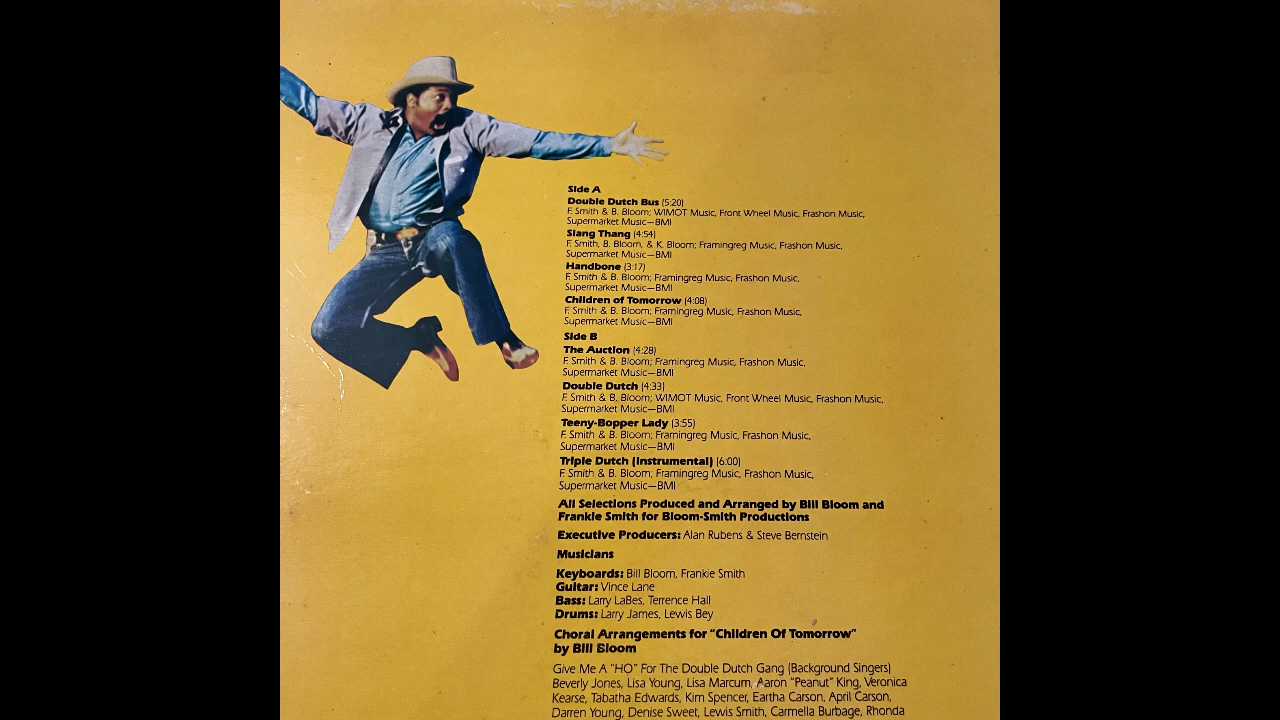 Side A
Double Dutch Bus (5:20)
F. Smith & B. Bloom; WIMOT Music, Front Wheel Music, Frashon Music,
Supermarket Music—BMI
Slang Thang (4:54)
F. Smith, B. Bloom, & K. Bloom; Framingreg Music, Frashon Music,
Supermarket Music—BMI
Handbone (3:17)
F. Smith & B. Bloom; Framingreg Music, Frashon Music,
Supermarket Music—BMI
Children of Tomorrow (4:08)
F. Smith & B. Bloom; Framingreg Music, Frashon Music,
Supermarket Music—BMI
Side B
The Auction (4:28)
F. Smith & B. Bloom; Framingreg Music, Frashon Music,
Supermarket Music—BMI
Double Dutch (4:33)
F. Smith & B. Bloom; WIMOT Music, Front Wheel Music, Frashon Music,
Supermarket Music—BMI
Teeny-Bopper Lady (3:55)
F. Smith & B. Bloom; Framingreg Music, Frashon Music,
Supermarket Music—BMI
Triple Dutch (Instrumental) (6:00)
F. Smith & B. Bloom; Framingreg Music, Frashon Music,
Supermarket Music—BMI
All Selections Produced and Arranged by Bill Bloom and
Frankie Smith for Bloom-Smith Productions
Executive Producers: Alan Rubens & Steve Bernstein
Musicians
Keyboards: Bill Bloom, Frankie Smith
Guitar: Vince Lane
Bass: Larry LaBes, Terrence Hall
Drums: Larry James, Lewis Bey
Choral Arrangements for "Children Of Tomorrow"
by Bill Bloom
Give Me A "HO" For The Double Dutch Gang (Background Singers)
Beverly Jones, Lisa Young, Lisa Marcum, Aaron "Peanut" King, Veronica
Kearse, Tabatha Edwards, Kim Spencer, Eartha Carson, April Carson,
Darren Young, Denise Sweet, Lewis Smith, Carmella Burbage, Rhonda